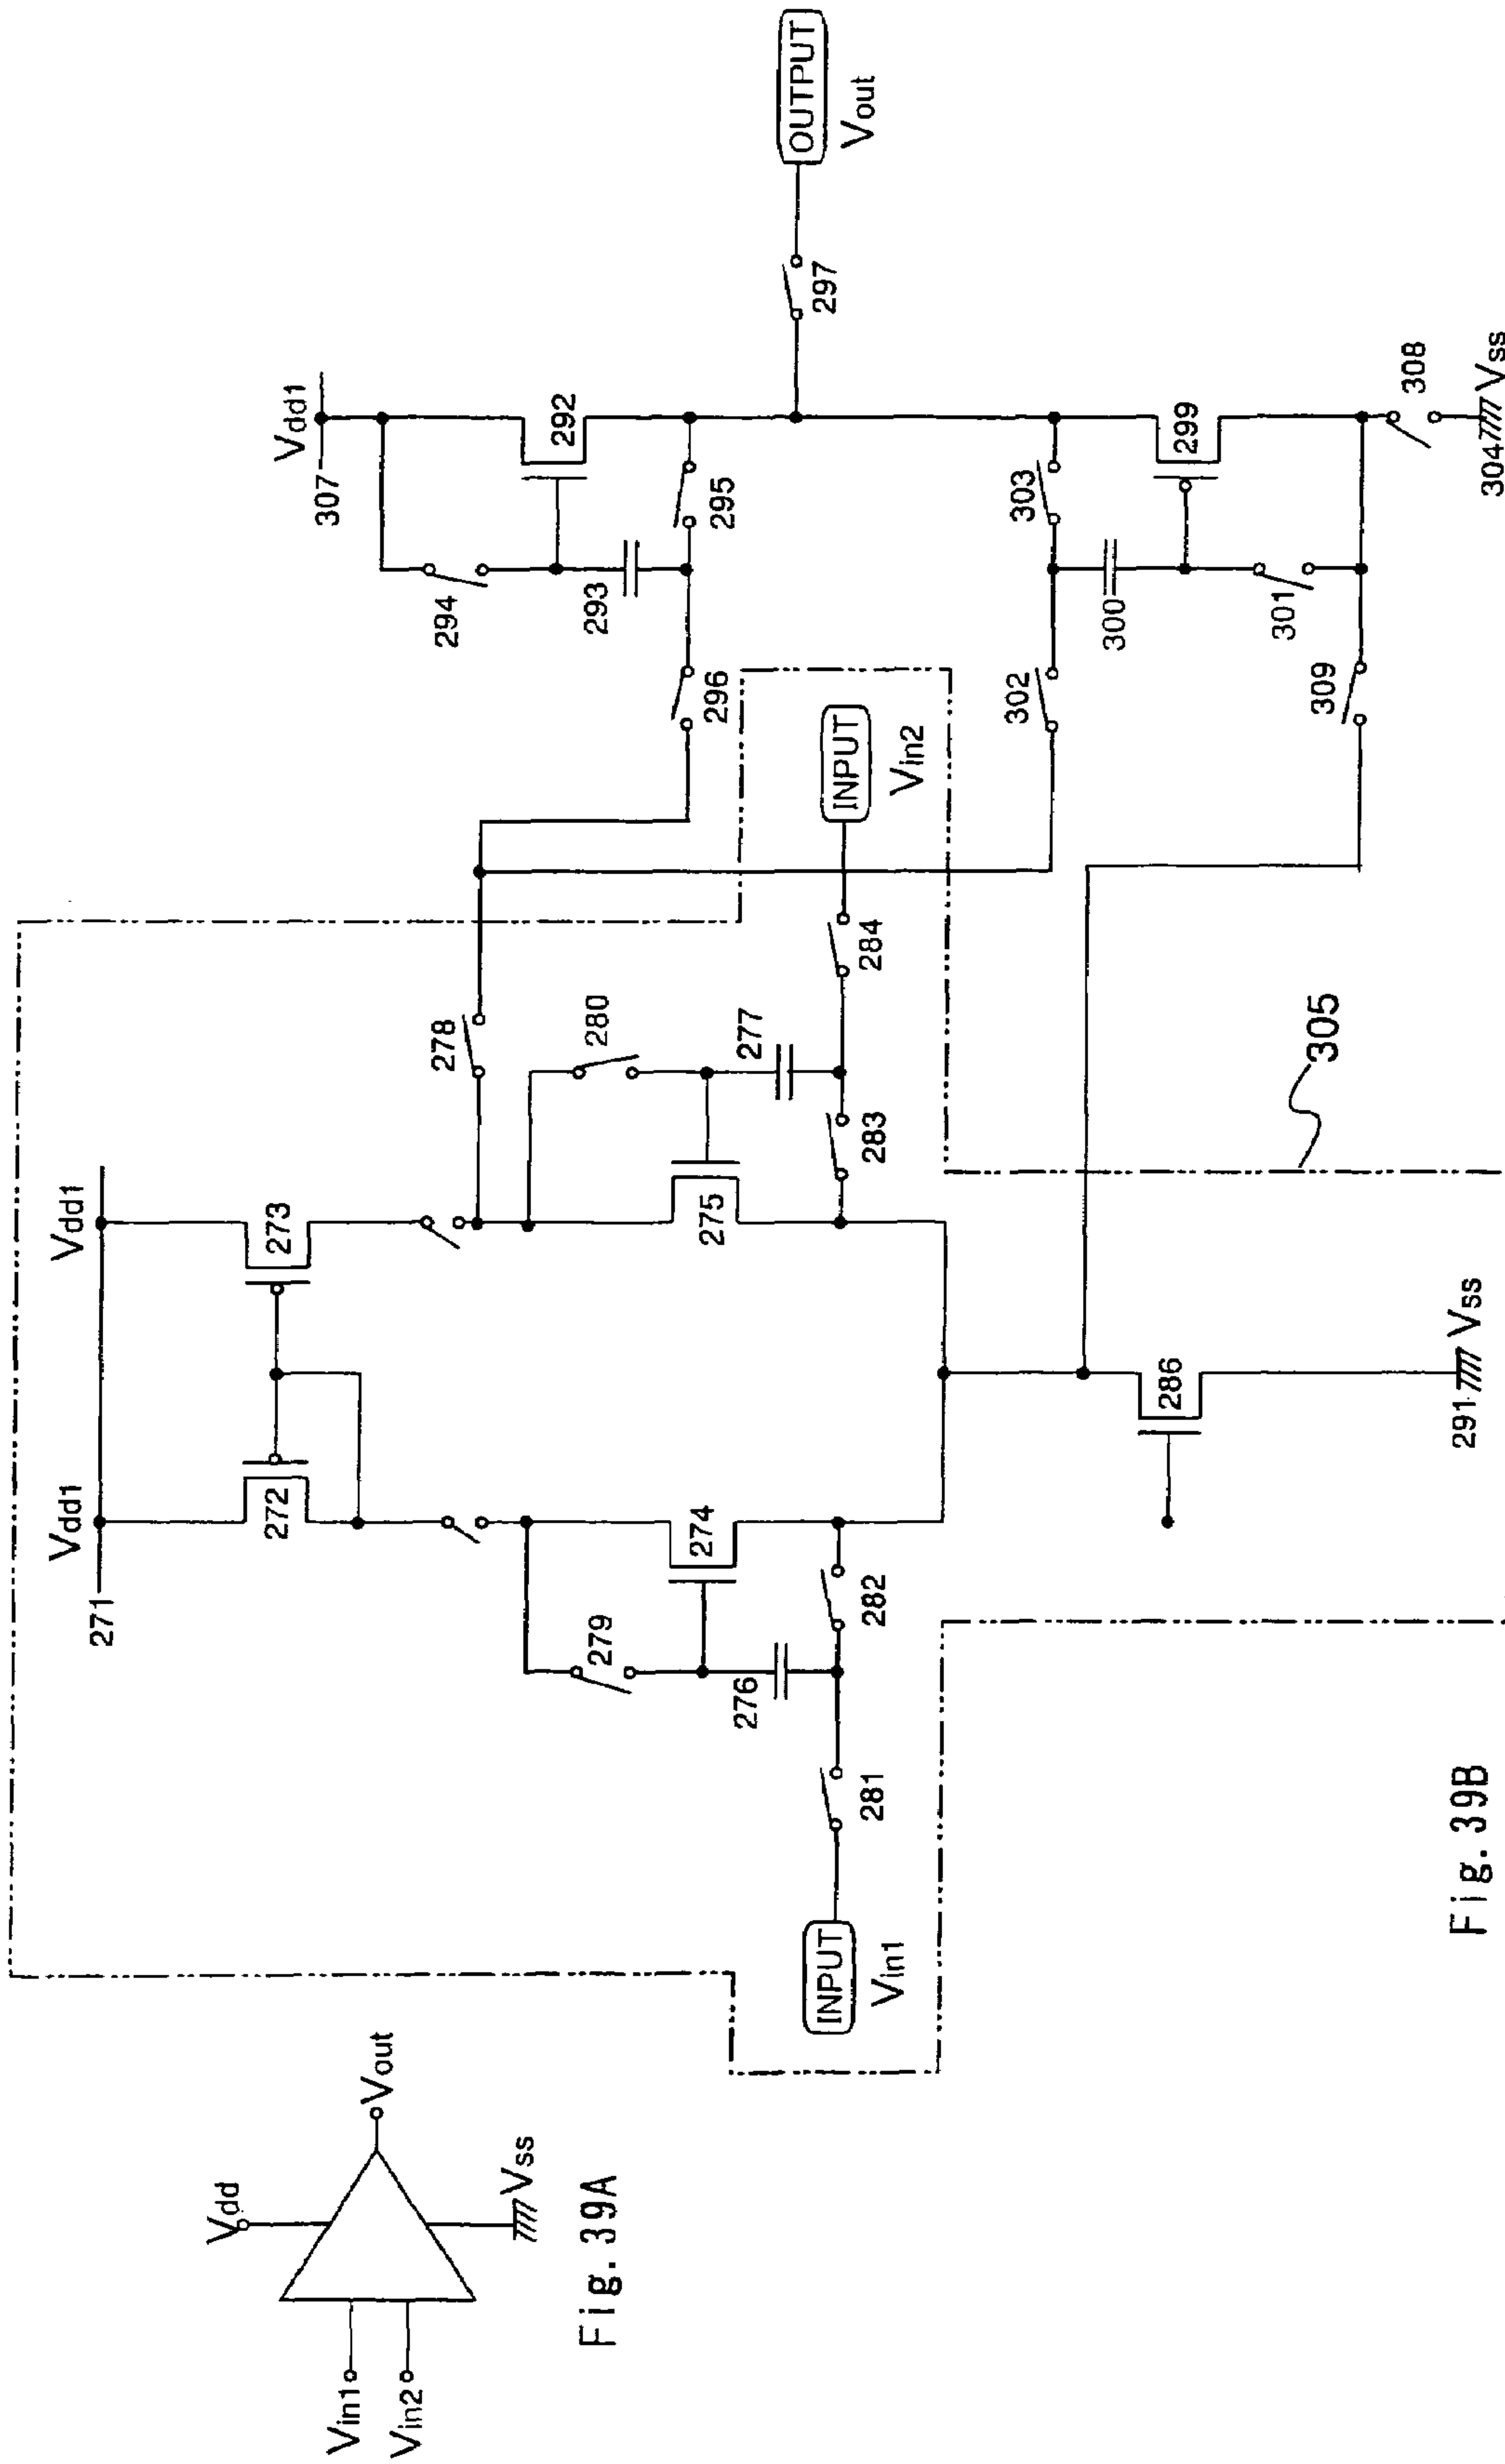 Fig. 39A
Vin1
Vin2
Vdd
Vss
Vout
Fig. 39B
271
Vdd1
Vdd1
272
273
278
279
280
274
275
276
277
281
282
283
284
INPUT
Vin1
INPUT
Vin2
286
291
Vss
305
307
Vdd1
292
293
294
295
296
297
OUTPUT
Vout
302
303
300
299
301
309
308
304
Vss